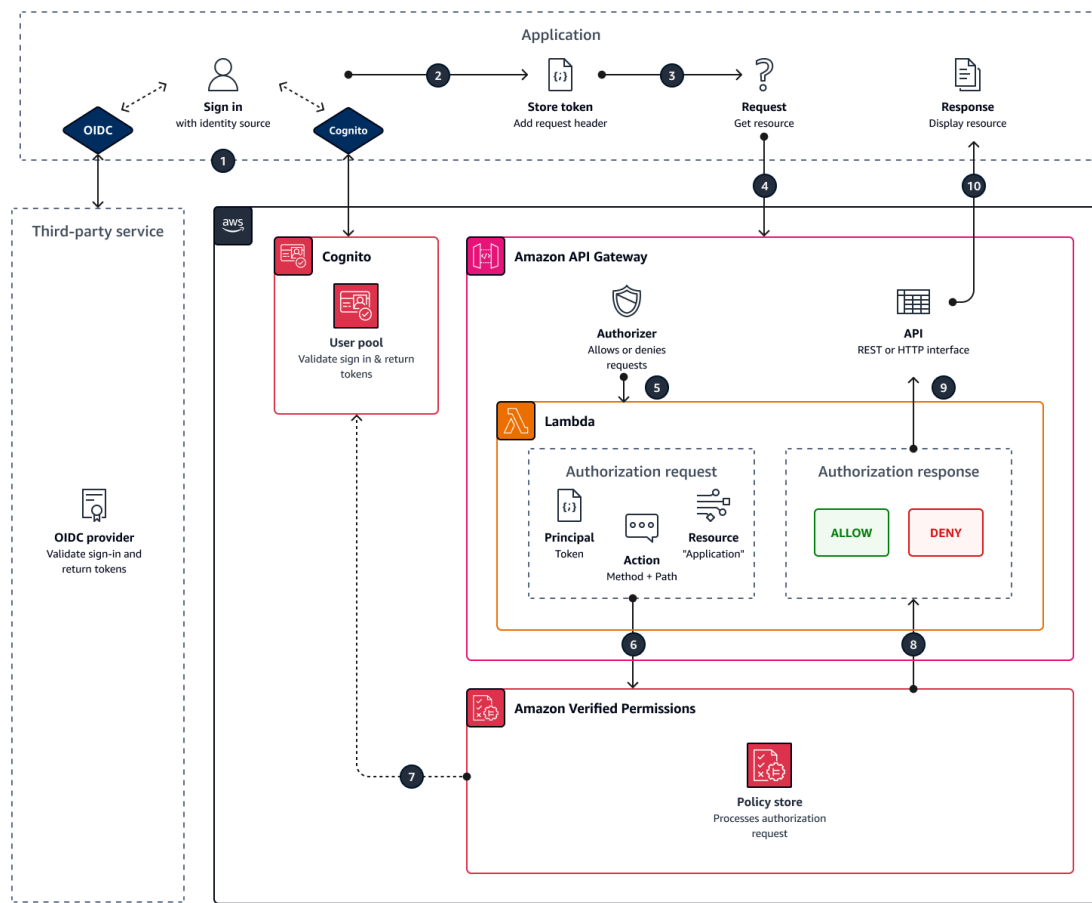 Application
Sign in
with identity source
OIDC
Cognito
1
2
Store token
Add request header
3
Request
Get resource
Response
Display resource
4
10
Third-party service
OIDC provider
Validate sign-in and
return tokens
aws
Cognito
User pool
Validate sign in & return
tokens
Amazon API Gateway
Authorizer
Allows or denies
requests
API
REST or HTTP interface
5
9
Lambda
Authorization request
{;}
Principal
Token
Action
Method + Path
Resource
"Application"
Authorization response
ALLOW
DENY
6
8
Amazon Verified Permissions
7
Policy store
Processes authorization
request